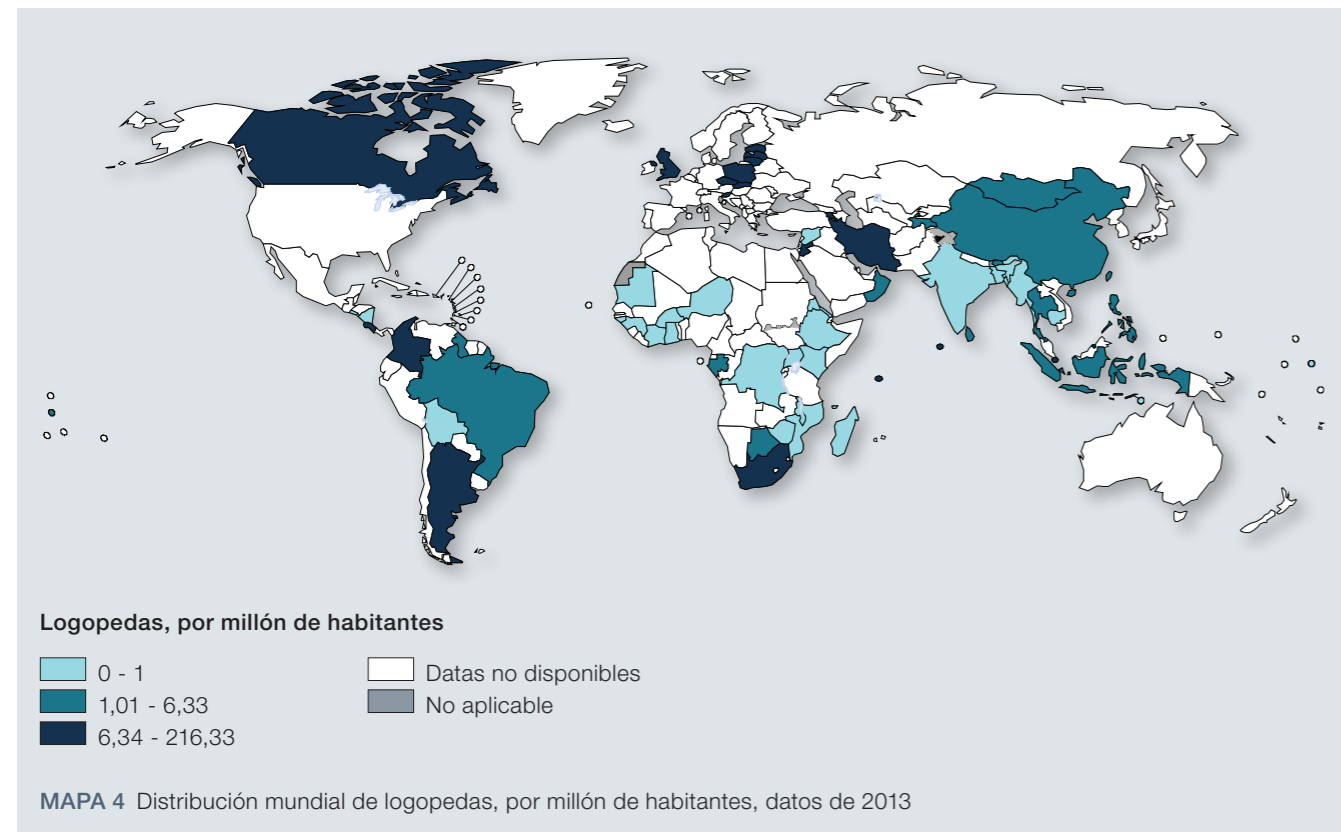 Logopedas, por millón de habitantes
0 - 1
1,01 - 6,33
6,34 - 216,33
Datas no disponibles
No aplicable
MAPA 4 Distribución mundial de logopedas, por millón de habitantes, datos de 2013